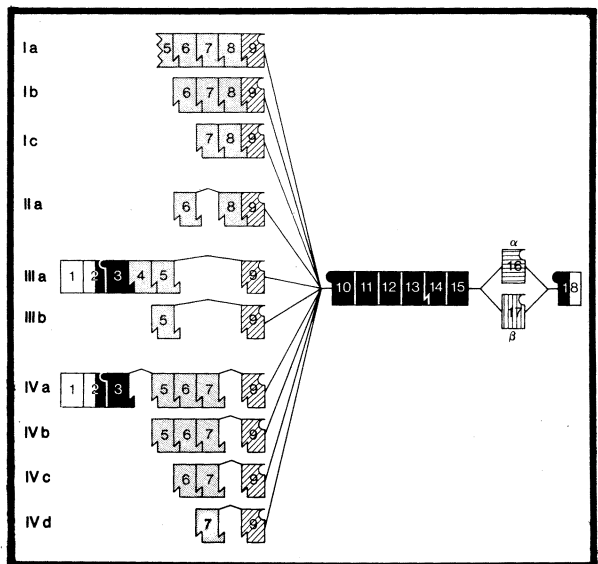 I a 5 6 7 8 9
I b 6 7 8 9
I c 7 8 9
II a 6 8 9
α
III a 1 2 3 4 5 9
10 11 12 13 14 15 16 18
III b 5 9
17
β
IV a 1 2 3 5 6 7 9
IV b 5 6 7 9
IV c 6 7 9
IV d 7 9